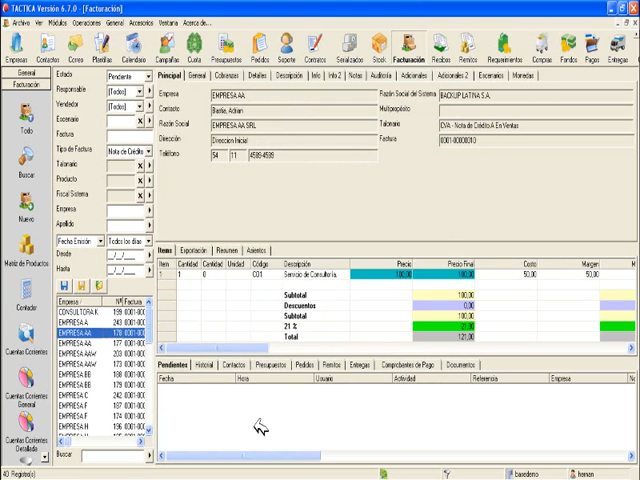 TACTICA Versión 6.7.0 - [Facturación]
Archivo Ver Módulos Operaciones General Accesorios Ventana Acerca de...
Empresas Contactos Correo Plantillas Calendario Campañas Cuota Presupuestos Pedidos Soporte Contratos Serializados Stock Facturación Recibos Remitos Requerimientos Compras Fondos Pagos Entregas
General
Facturación
Todo
Buscar
Nuevo
Matriz de Productos
Contador
Cuentas Corrientes
Cuentas Corrientes General
Cuentas Corrientes Detallada
Estado Pendiente
Responsable (Todos)
Vendedor (Todos)
Escenario
Factura
Tipo de Factura Nota de Crédito
Talonario
Producto
Fiscal Sistema
Empresa
Apellido
Fecha Emisión Todos los días
Desde __/__/____
Hasta __/__/____
Empresa / Nº Factura
CONSULTORA K 199 0001-000
EMPRESA A 243 0001-000
EMPRESA AA 178 0001-000
EMPRESA AA 177 0001-000
EMPRESA AAW 203 0001-000
EMPRESA AAW 173 0001-000
EMPRESA BB 188 0001-000
EMPRESA BB 179 0001-000
EMPRESA C 242 0001-000
EMPRESA F 187 0001-000
EMPRESA F 174 0001-000
EMPRESA H 196 0001-000
Buscar
Principal General Cobranzas Detalles Descripción Info Info 2 Notas Auditoría Adicionales Adicionales 2 Escenarios Monedas
Empresa EMPRESA AA
Contacto Bastia, Adrian
Razón Social EMPRESA AA SRL
Dirección Direccion Inicial
Teléfono 54 11 4589-4589
Razón Social del Sistema BACKUP LATINA S.A.
Multipropósito
Talonario CVA - Nota de Crédito A En Ventas
Factura 0001-00000010
Items Exportación Resumen Asientos
Item Cantidad Cantidad Unidad Código Descripción Precio Precio Final Costo Margen M
1 1 0 C01 Servicio de Consultoría. 100,00 100,00 50,00 50,00
Subtotal 100,00
Descuentos 0,00
Subtotal 100,00
21 % 21,00
Total 121,00
Pendientes Historial Contactos Presupuestos Pedidos Remitos Entregas Comprobantes de Pago Documentos
Fecha Hora Usuario Actividad Referencia Empresa
40 Registro(s) basedemo hernan